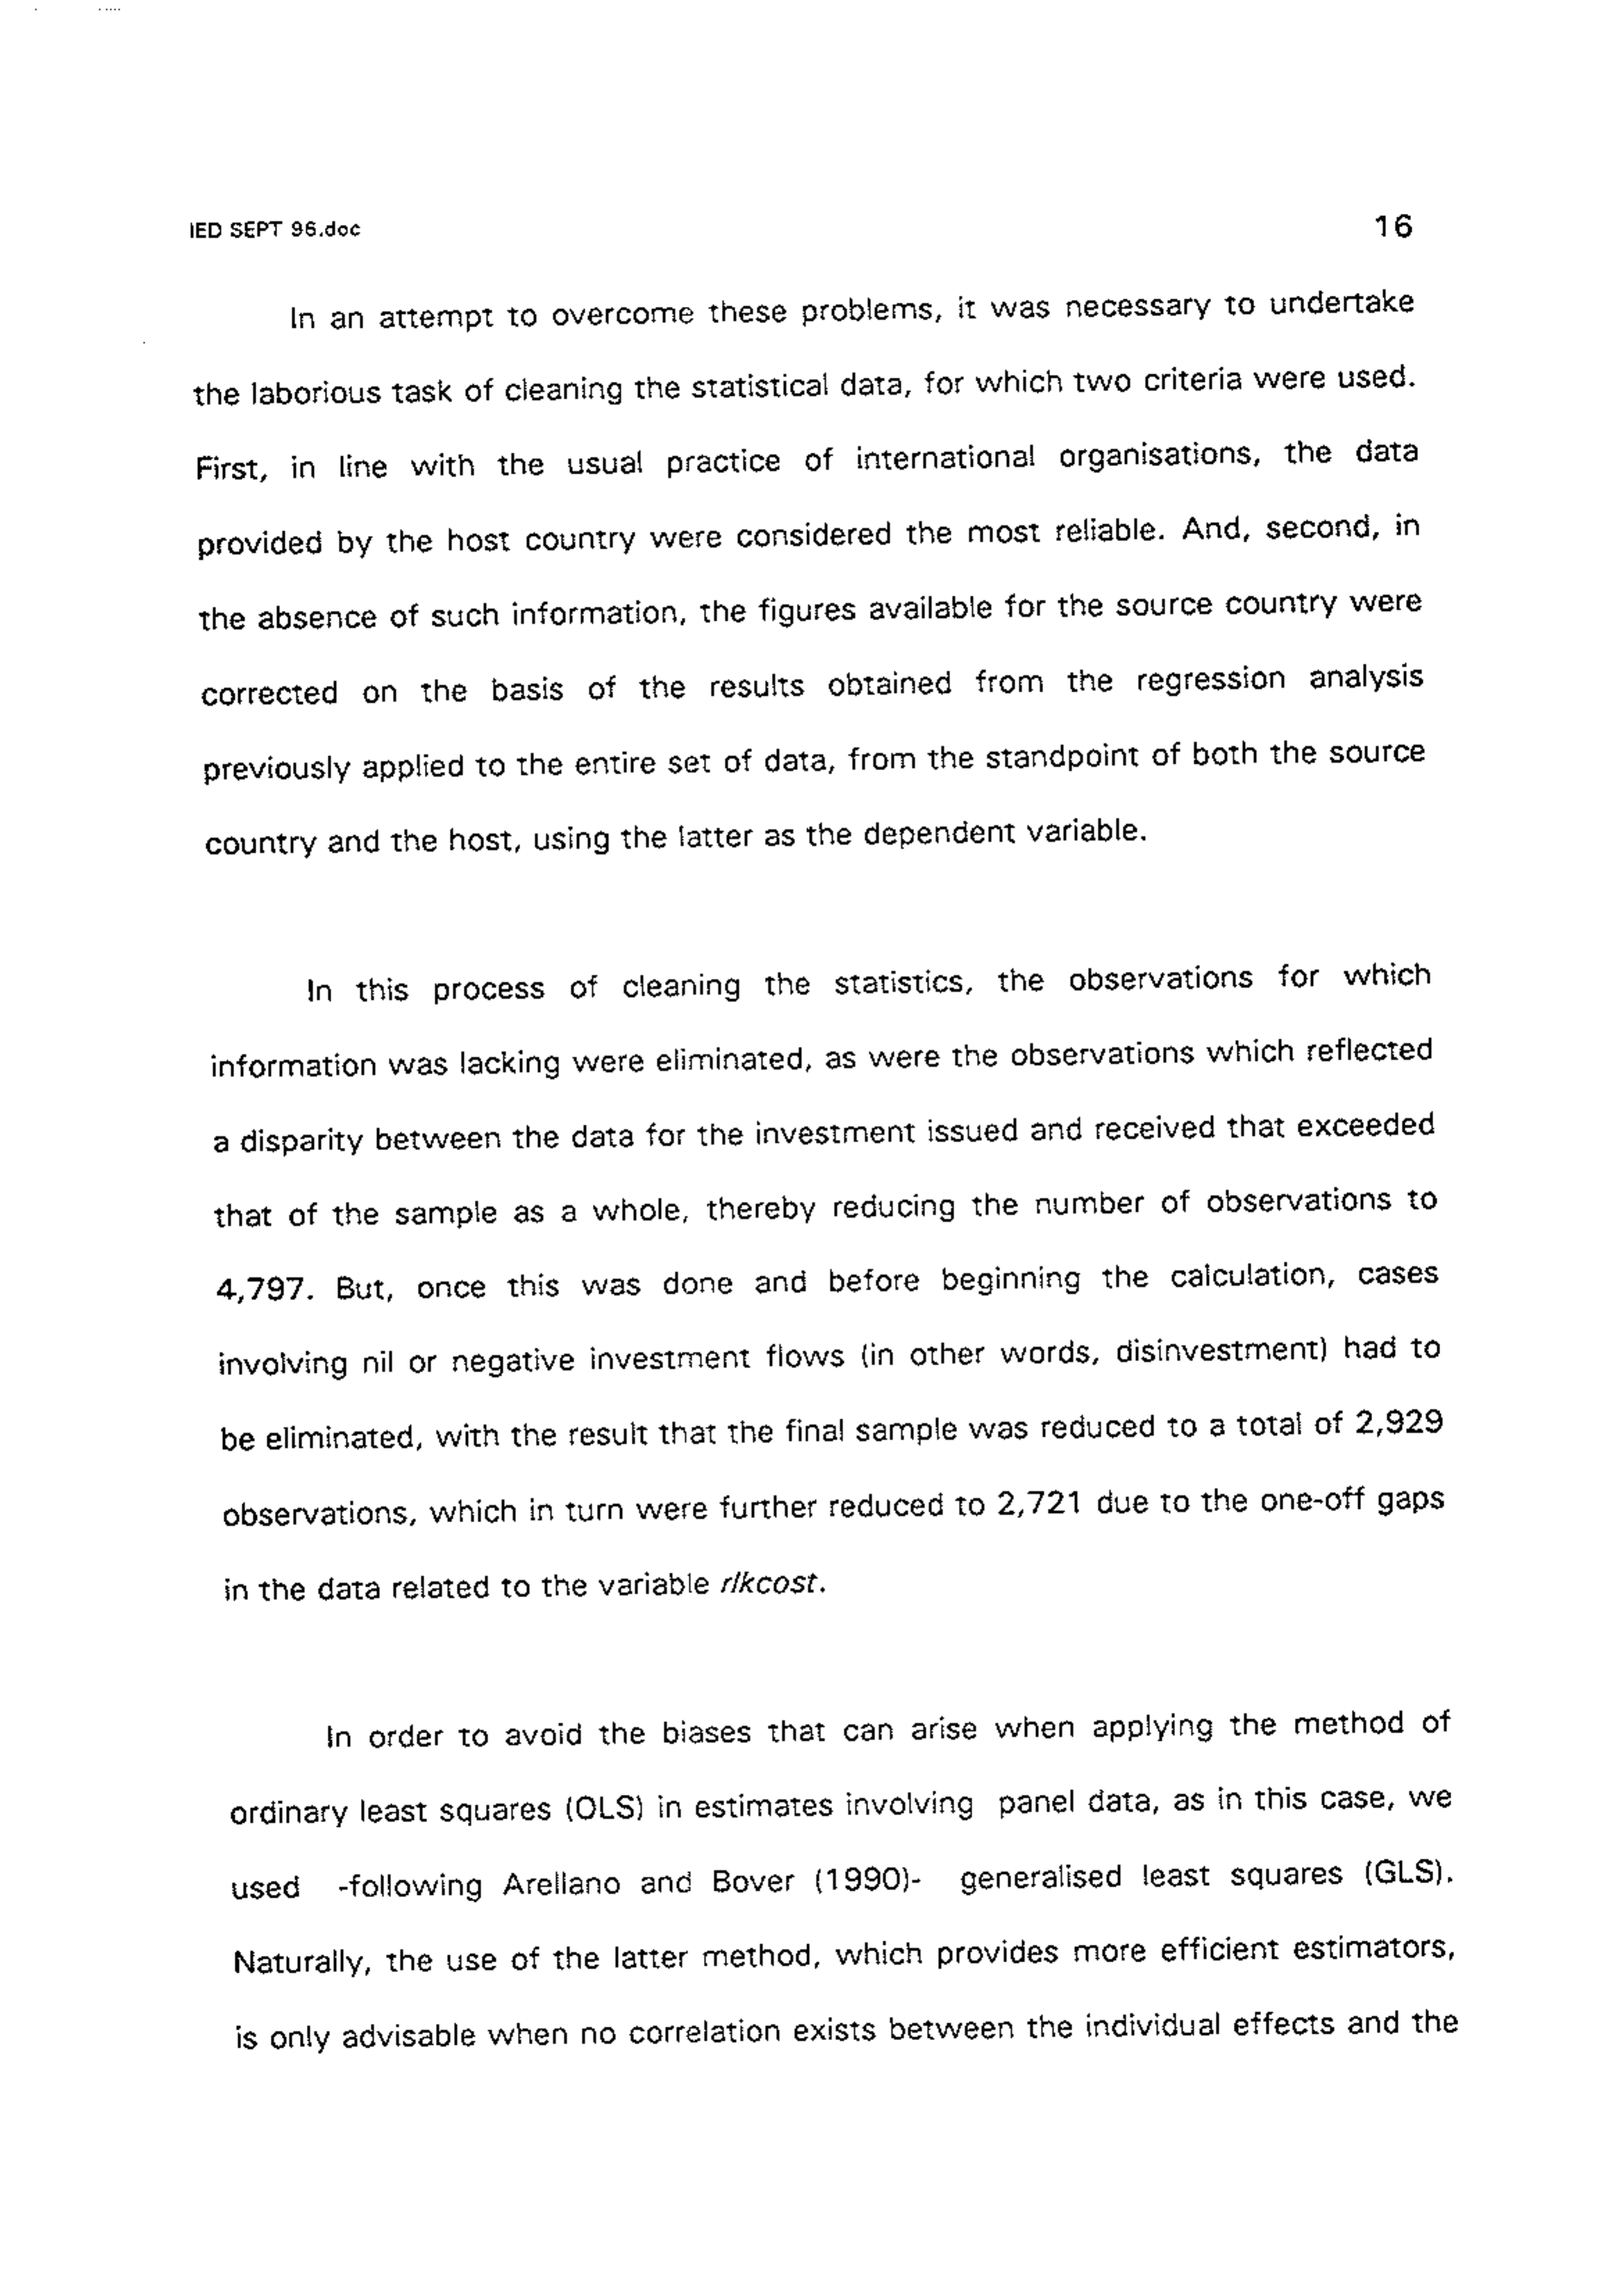 IED SEPT 96.doc 16
In an attempt to overcome these problems, it was necessary to undertake
the laborious task of cleaning the statistical data, for which two criteria were used.
First, in line with the usual practice of international organisations, the data
provided by the host country were considered the most reliable. And, second, in
the absence of such information, the figures available for the source country were
corrected on the basis of the results obtained from the regression analysis
previously applied to the entire set of data, from the standpoint of both the source
country and the host, using the latter as the dependent variable.
In this process of cleaning the statistics, the observations for which
information was lacking were eliminated, as were the observations which reflected
a disparity between the data for the investment issued and received that exceeded
that of the sample as a whole, thereby reducing the number of observations to
4,797. But, once this was done and before beginning the calculation, cases
involving nil or negative investment flows (in other words, disinvestment) had to
be eliminated, with the result that the final sample was reduced to a total of 2,929
observations, which in turn were further reduced to 2,721 due to the one-off gaps
in the data related to the variable r/kcost.
In order to avoid the biases that can arise when applying the method of
ordinary least squares (OLS) in estimates involving panel data, as in this case, we
used -following Arellano and Bover (1990)- generalised least squares (GLS).
Naturally, the use of the latter method, which provides more efficient estimators,
is only advisable when no correlation exists between the individual effects and the